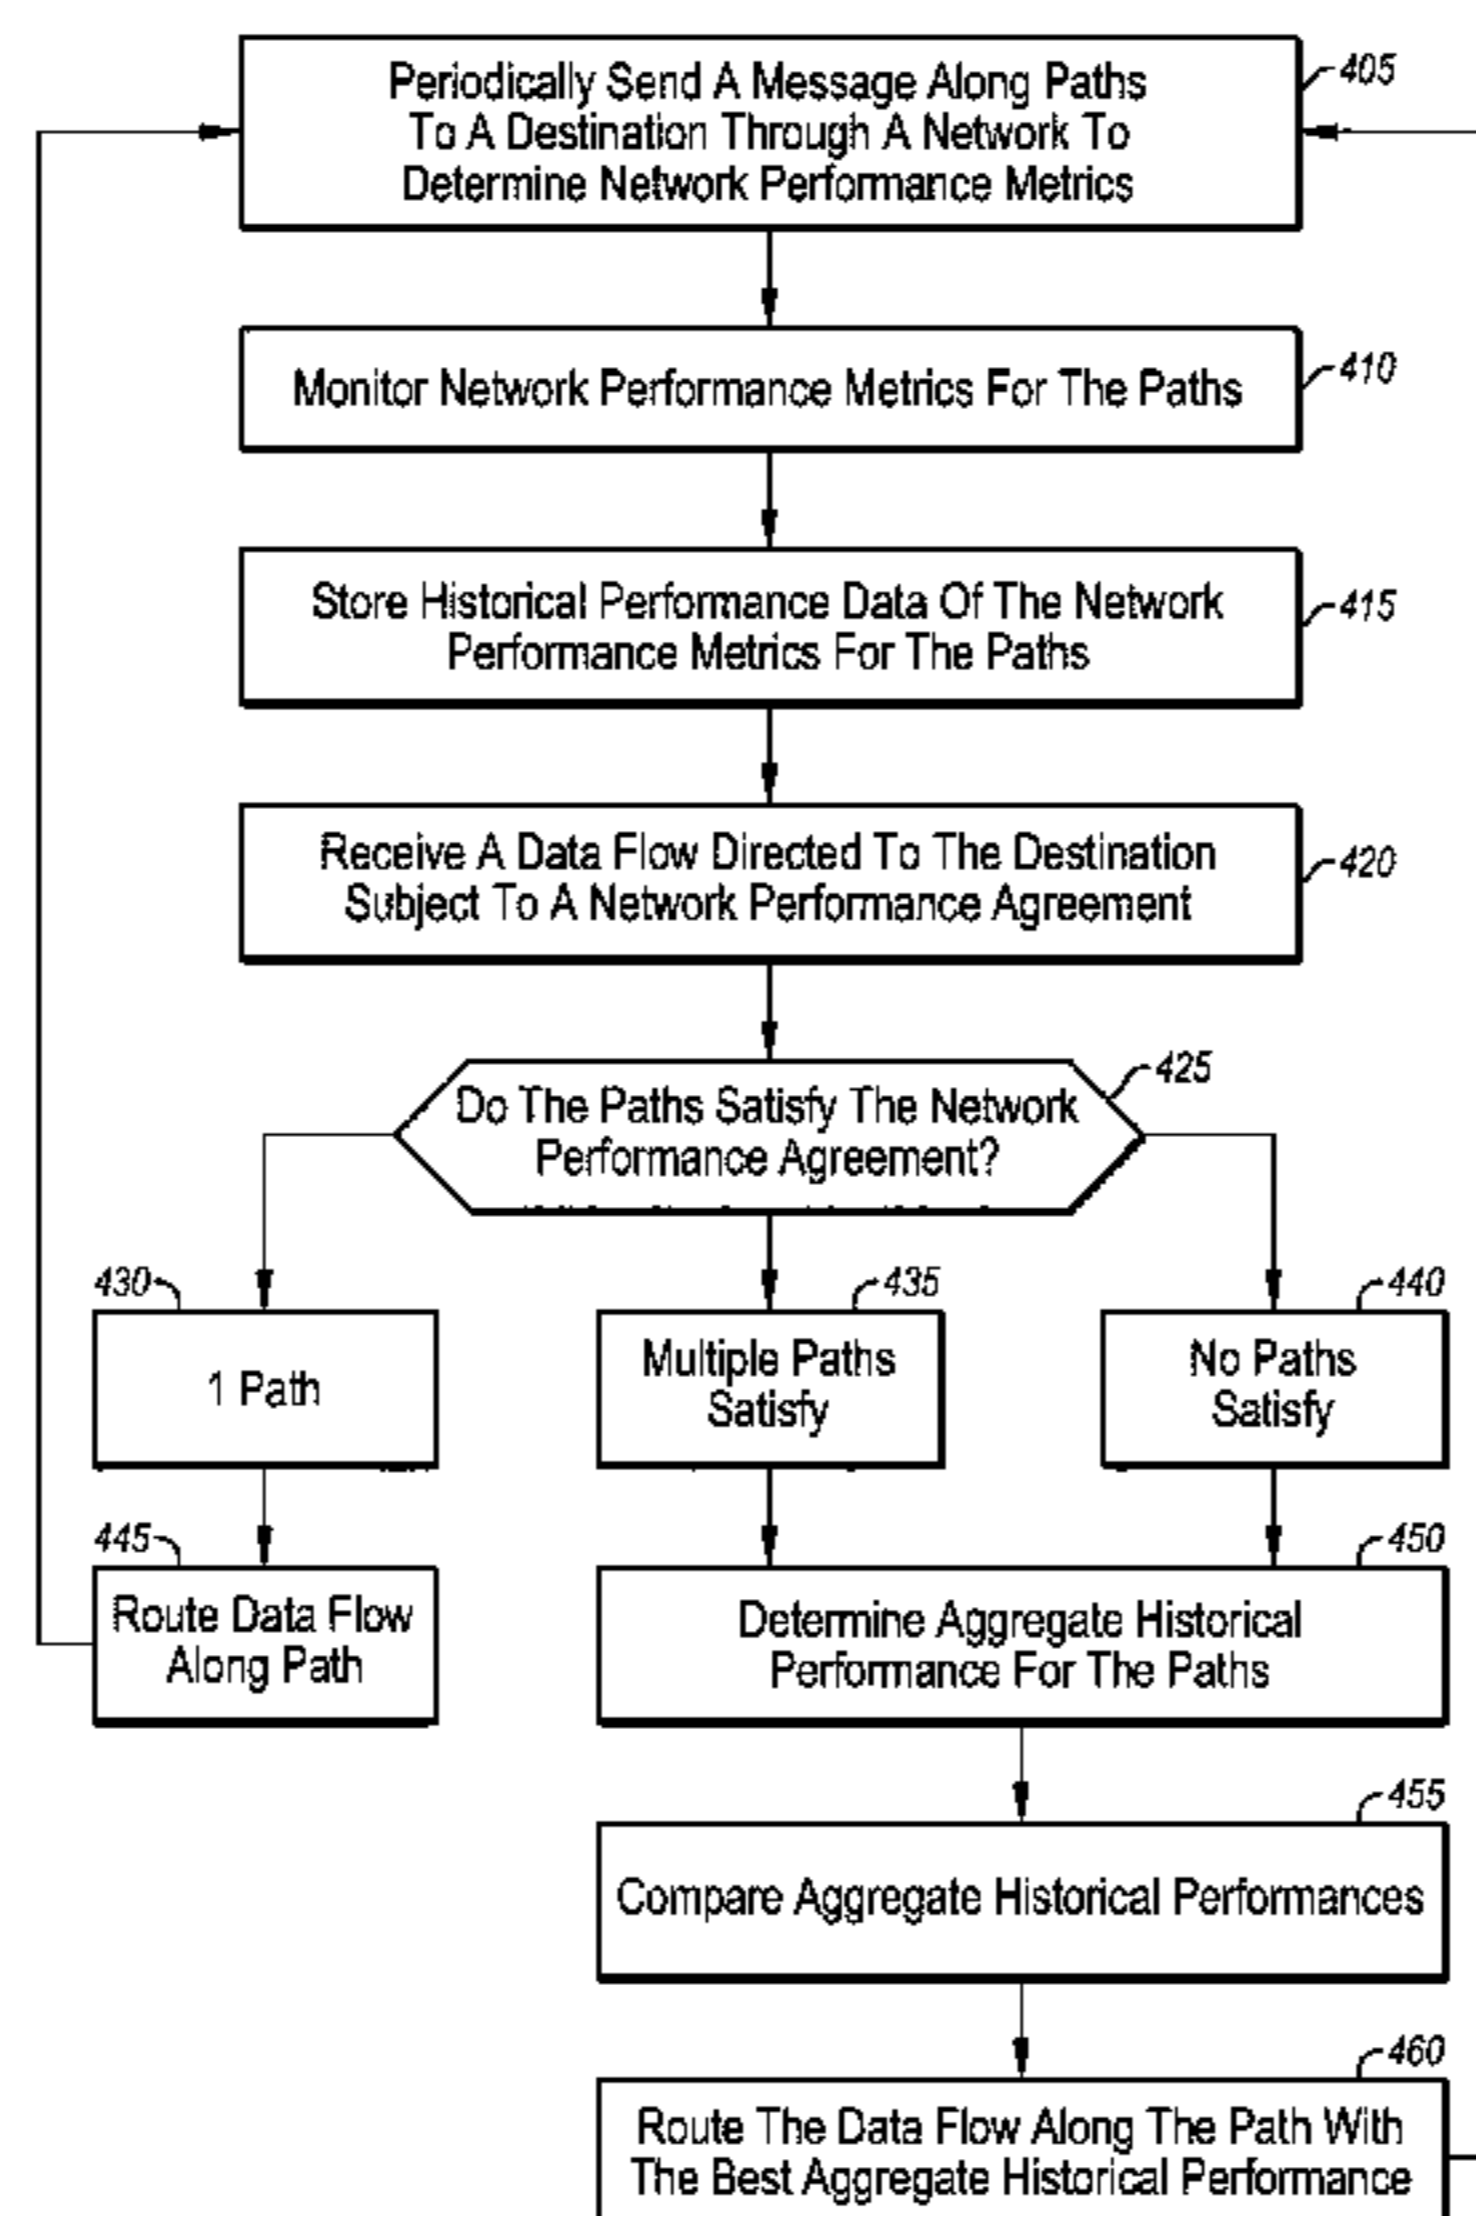 Periodically Send A Message Along Paths
To A Destination Through A Network To
Determine Network Performance Metrics
405
Monitor Network Performance Metrics For The Paths
410
Store Historical Performance Data Of The Network
Performance Metrics For The Paths
415
Receive A Data Flow Directed To The Destination
Subject To A Network Performance Agreement
420
Do The Paths Satisfy The Network
Performance Agreement?
425
430
1 Path
435
Multiple Paths
Satisfy
440
No Paths
Satisfy
445
Route Data Flow
Along Path
450
Determine Aggregate Historical
Performance For The Paths
455
Compare Aggregate Historical Performances
460
Route The Data Flow Along The Path With
The Best Aggregate Historical Performance